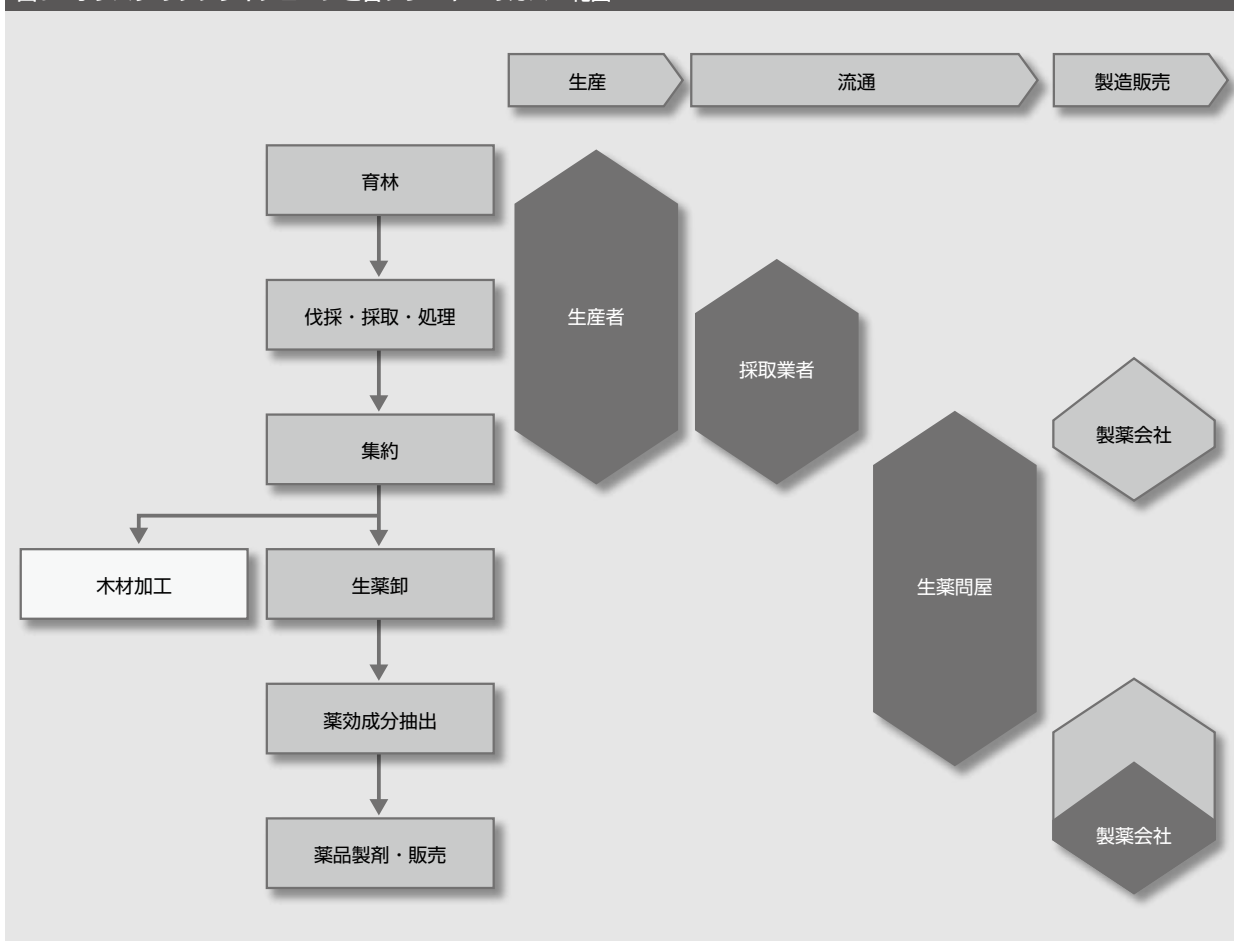 生産
流通
製造販売
育林
伐採・採取・処理
生産者
採取業者
集約
製薬会社
木材加工
生薬卸
生薬問屋
薬効成分抽出
薬品製剤・販売
製薬会社